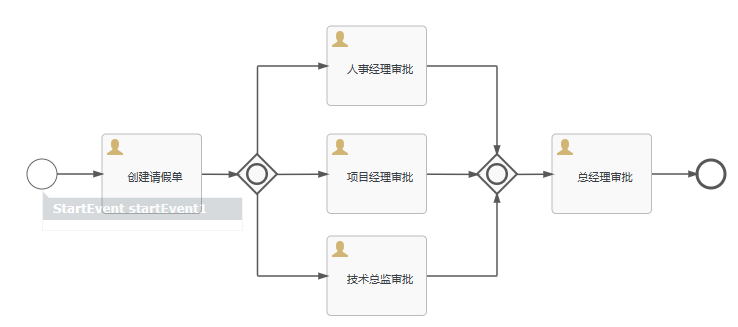 人事经理审批
创建请假单
项目经理审批
总经理审批
StartEvent startEvent1
技术总监审批